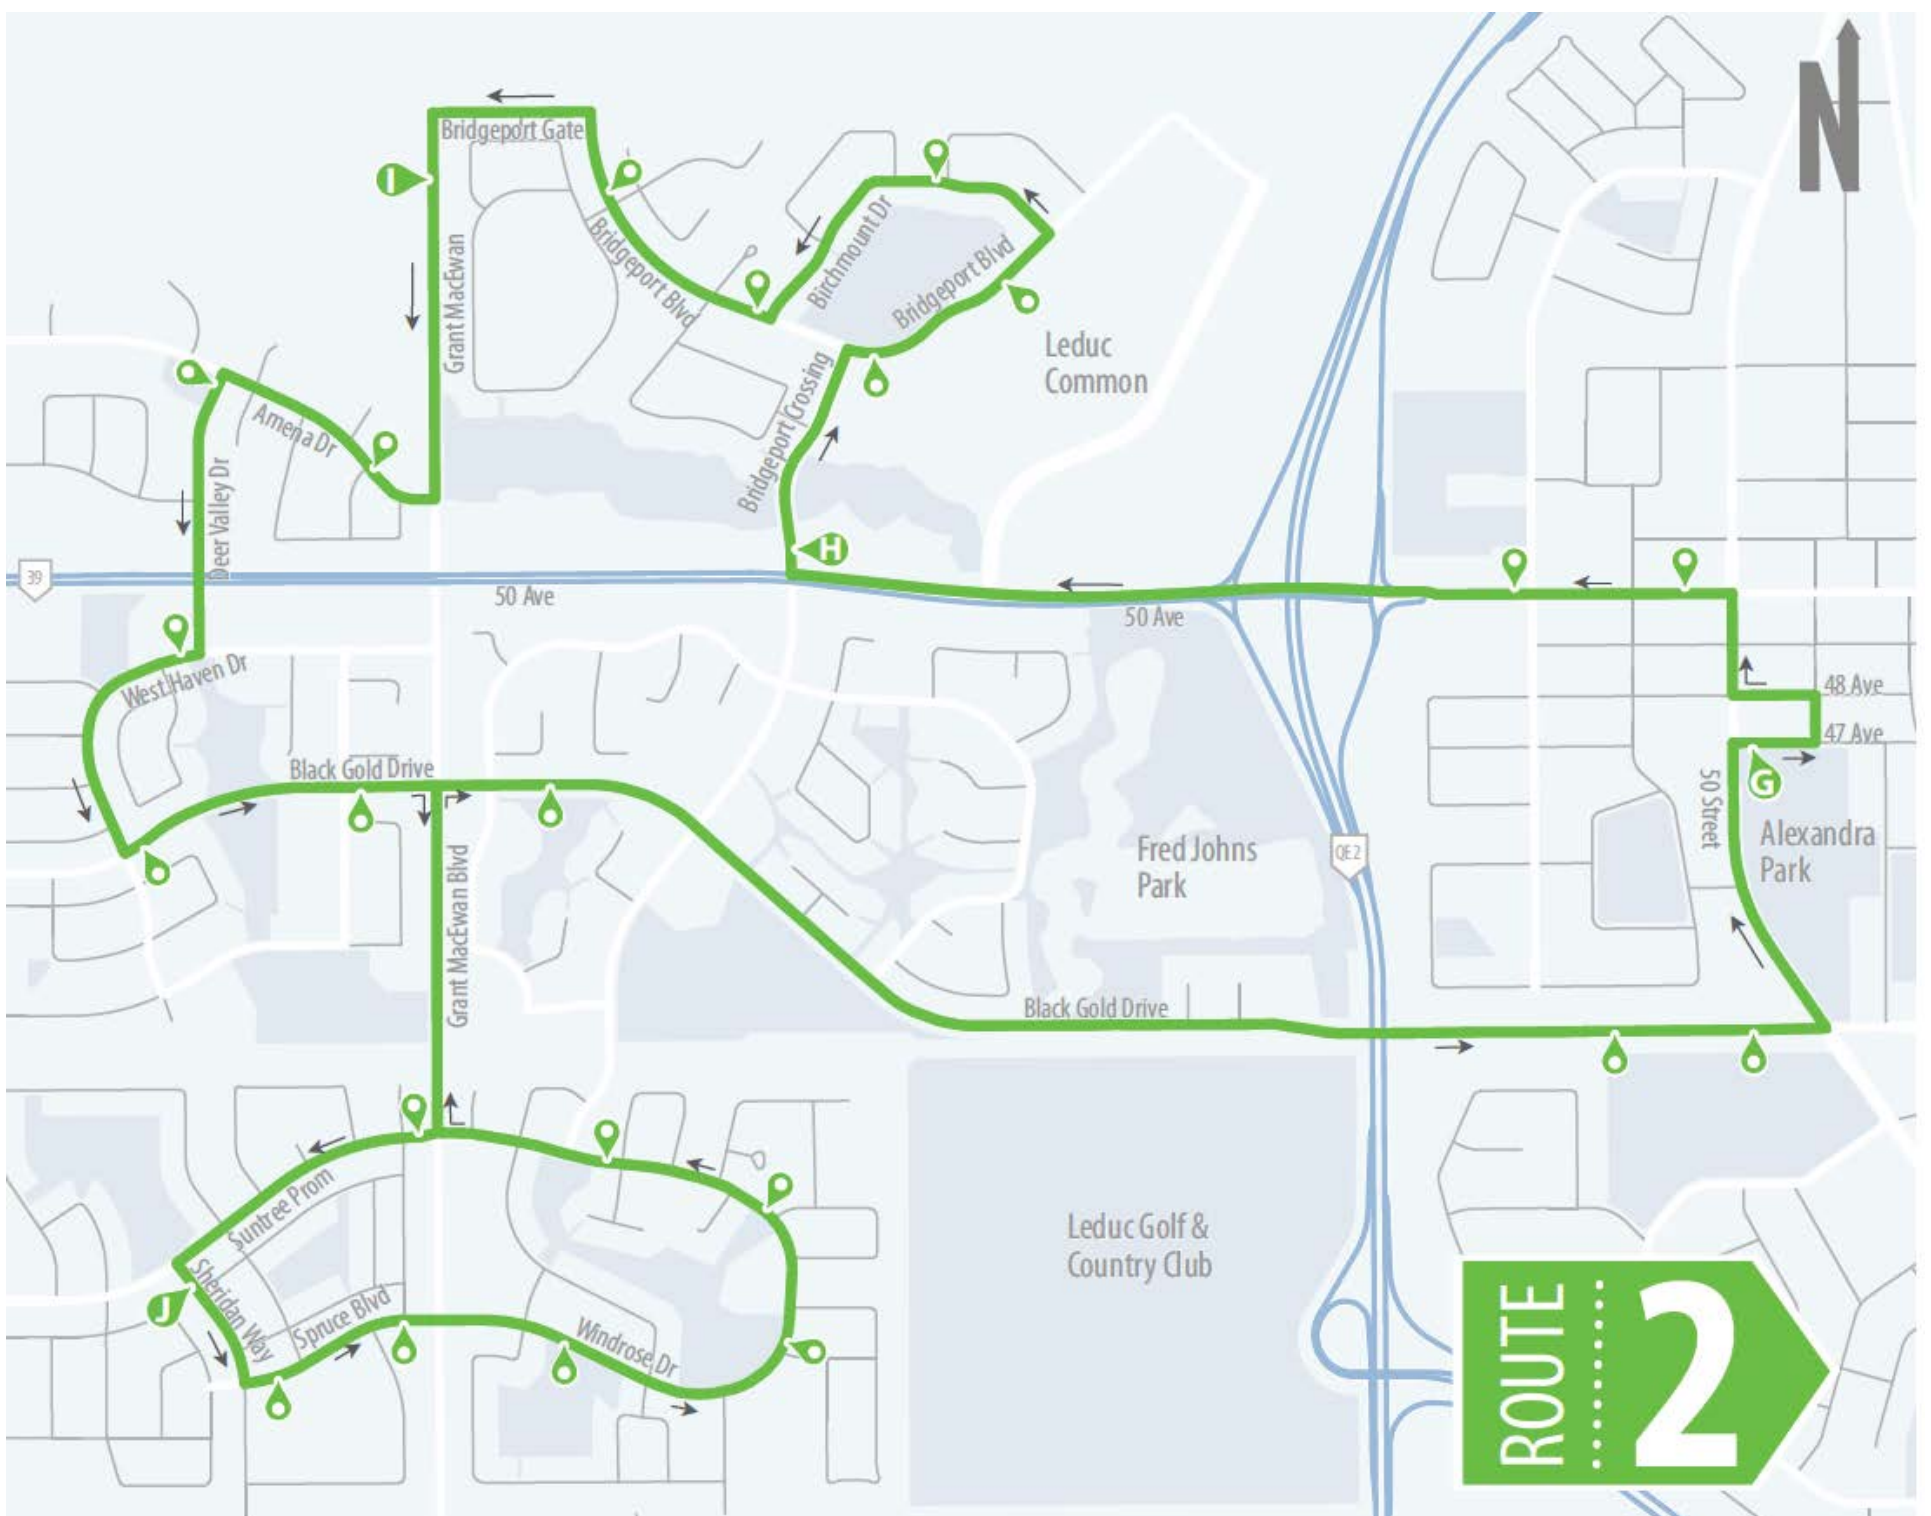 N
Bridgeport Gate
I
Grant MacEwan
Bridgeport Blvd
Birchmount Dr
Bridgeport Blvd
Leduc
Common
Amena Dr
Bridgeport Crossing
Deer Valley Dr
H
39
50 Ave
50 Ave
West Haven Dr
48 Ave
47 Ave
G
50 Street
Black Gold Drive
Alexandra
Park
Fred Johns
Park
QE2
Grant MacEwan Blvd
Black Gold Drive
Suntree Prom
Leduc Golf &
Country Club
Sheridan Way
J
Spruce Blvd
Windrose Dr
ROUTE
2